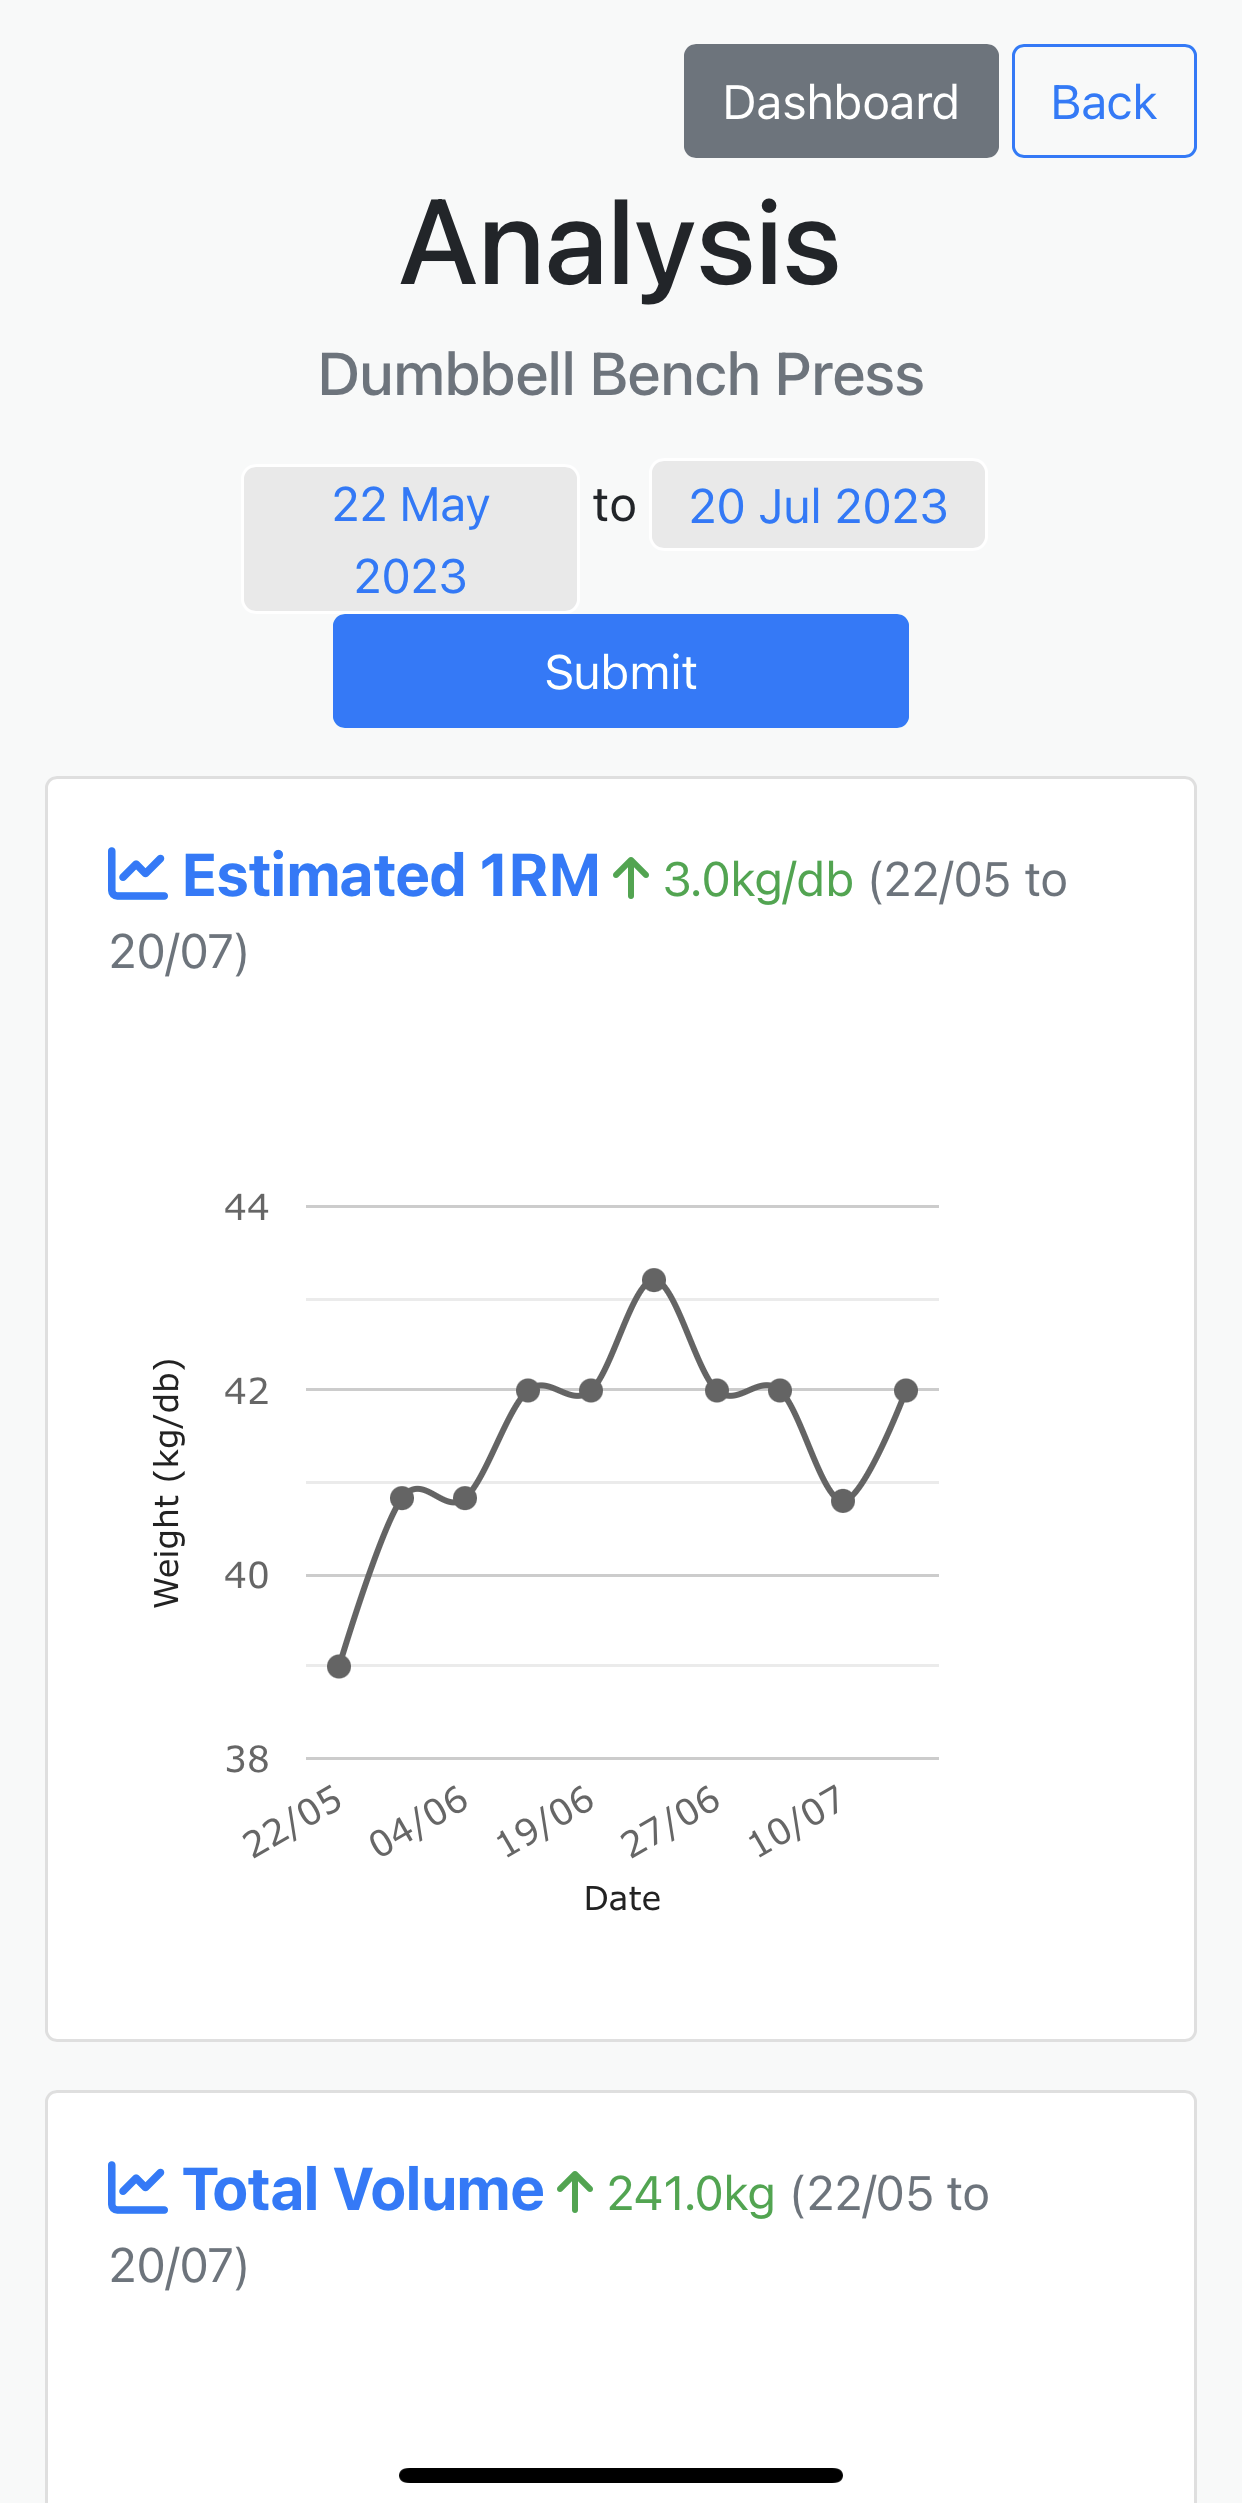 Dashboard Back
Analysis
Dumbbell Bench Press
22 May 2023 to 20 Jul 2023
Submit
Estimated 1RM ↑ 3.0kg/db (22/05 to
20/07)
44
42
40
38
Weight (kg/db)
22/05 04/06 19/06 27/06 10/07
Date
Total Volume ↑ 241.0kg (22/05 to
20/07)